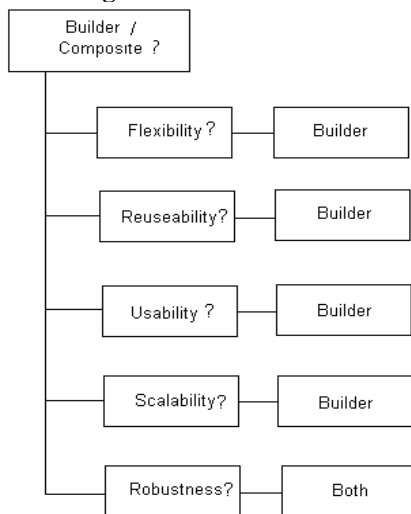 Builder /
Composite ?
Flexibility?
Builder
Reuseability?
Builder
Usability ?
Builder
Scalability?
Builder
Robustness?
Both